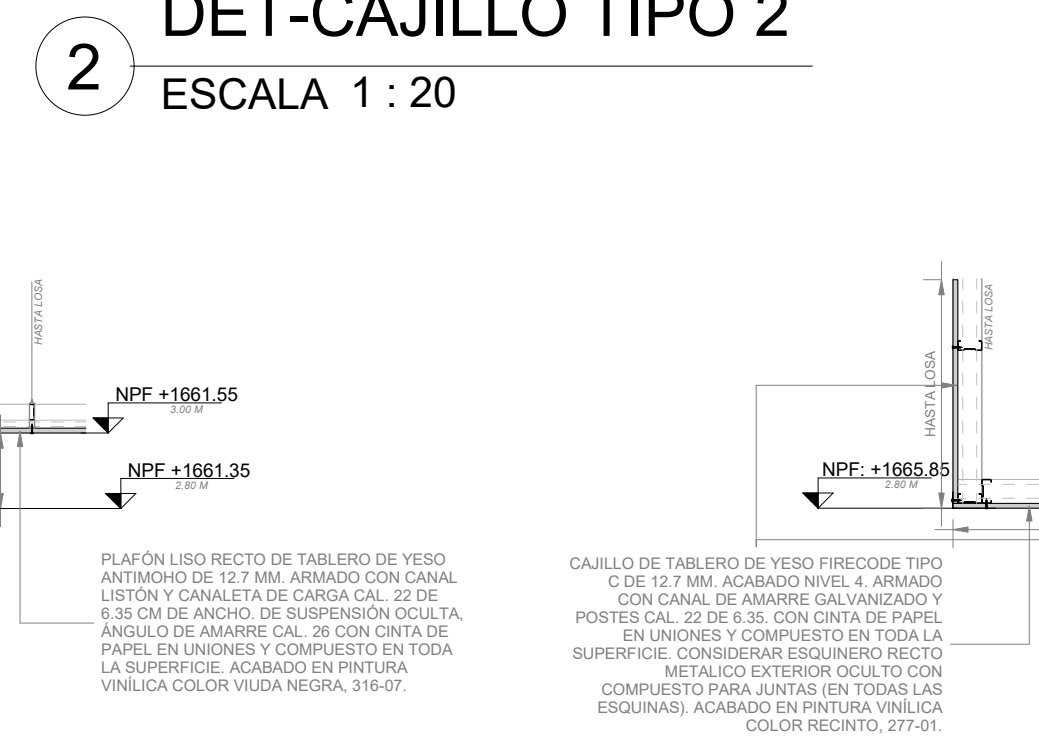 DET-CAJILLO TIPO 2
2
ESCALA 1 : 20
HASTA LOSA
NPF +1661.55
3.00 M
NPF +1661.35
2.80 M
PLAFÓN LISO RECTO DE TABLERO DE YESO
ANTIMOHO DE 12.7 MM. ARMADO CON CANAL
LISTÓN Y CANALETA DE CARGA CAL. 22 DE
6.35 CM DE ANCHO. DE SUSPENSIÓN OCULTA,
ÁNGULO DE AMARRE CAL. 26 CON CINTA DE
PAPEL EN UNIONES Y COMPUESTO EN TODA
LA SUPERFICIE. ACABADO EN PINTURA
VINÍLICA COLOR VIUDA NEGRA, 316-07.
HASTA LOSA
HASTA LOSA
NPF: +1665.85
2.80 M
CAJILLO DE TABLERO DE YESO FIRECODE TIPO
C DE 12.7 MM. ACABADO NIVEL 4. ARMADO
CON CANAL DE AMARRE GALVANIZADO Y
POSTES CAL. 22 DE 6.35. CON CINTA DE PAPEL
EN UNIONES Y COMPUESTO EN TODA LA
SUPERFICIE. CONSIDERAR ESQUINERO RECTO
METALICO EXTERIOR OCULTO CON
COMPUESTO PARA JUNTAS (EN TODAS LAS
ESQUINAS). ACABADO EN PINTURA VINÍLICA
COLOR RECINTO, 277-01.